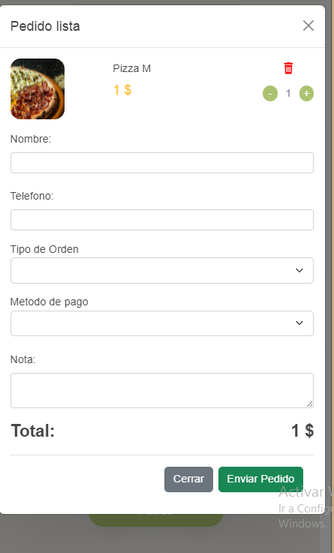 Pedido lista
Pizza M
1 $
- 1 +
Nombre:
Telefono:
Tipo de Orden
Metodo de pago
Nota:
Total: 1 $
Cerrar Enviar Pedido
Activar
Ir a Config
Windows.